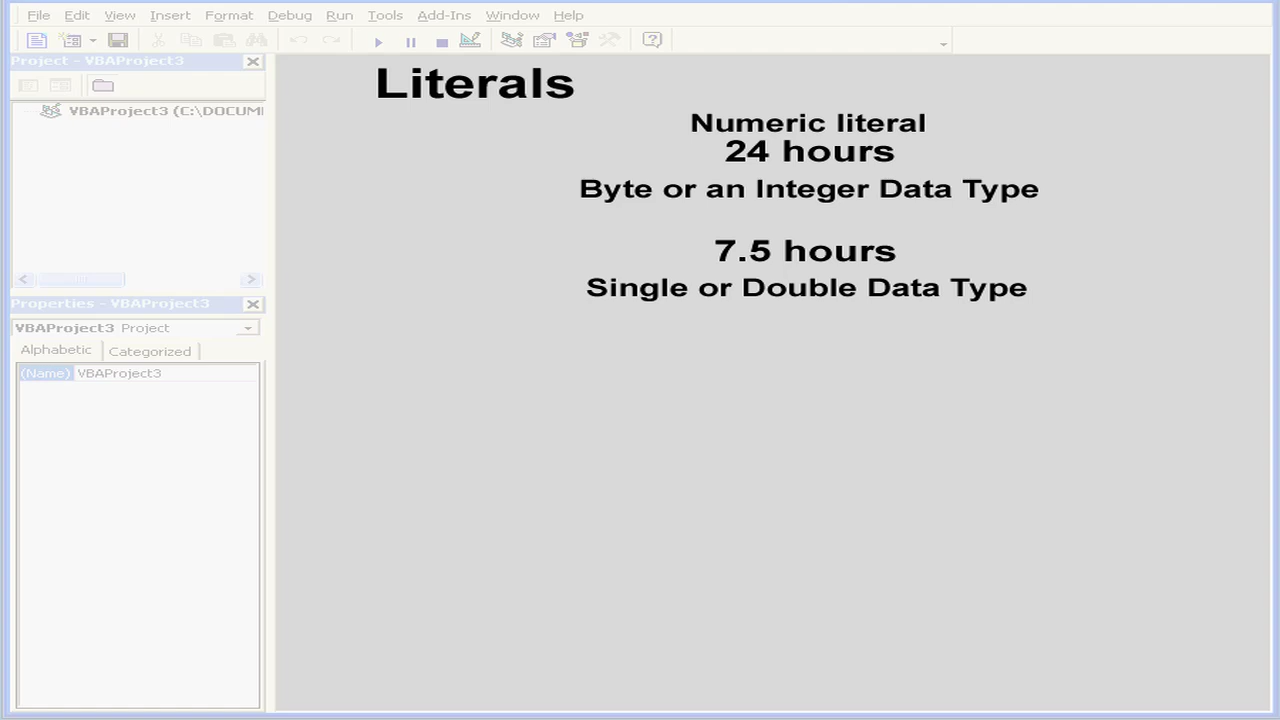 File Edit View Insert Format Debug Run Tools Add-Ins Window Help
Project - VBAProject3
VBAProject3 (C:\DOCUM
Properties - VBAProject3
VBAProject3 Project
Alphabetic Categorized
(Name) VBAProject3
Literals
Numeric literal
24 hours
Byte or an Integer Data Type
7.5 hours
Single or Double Data Type